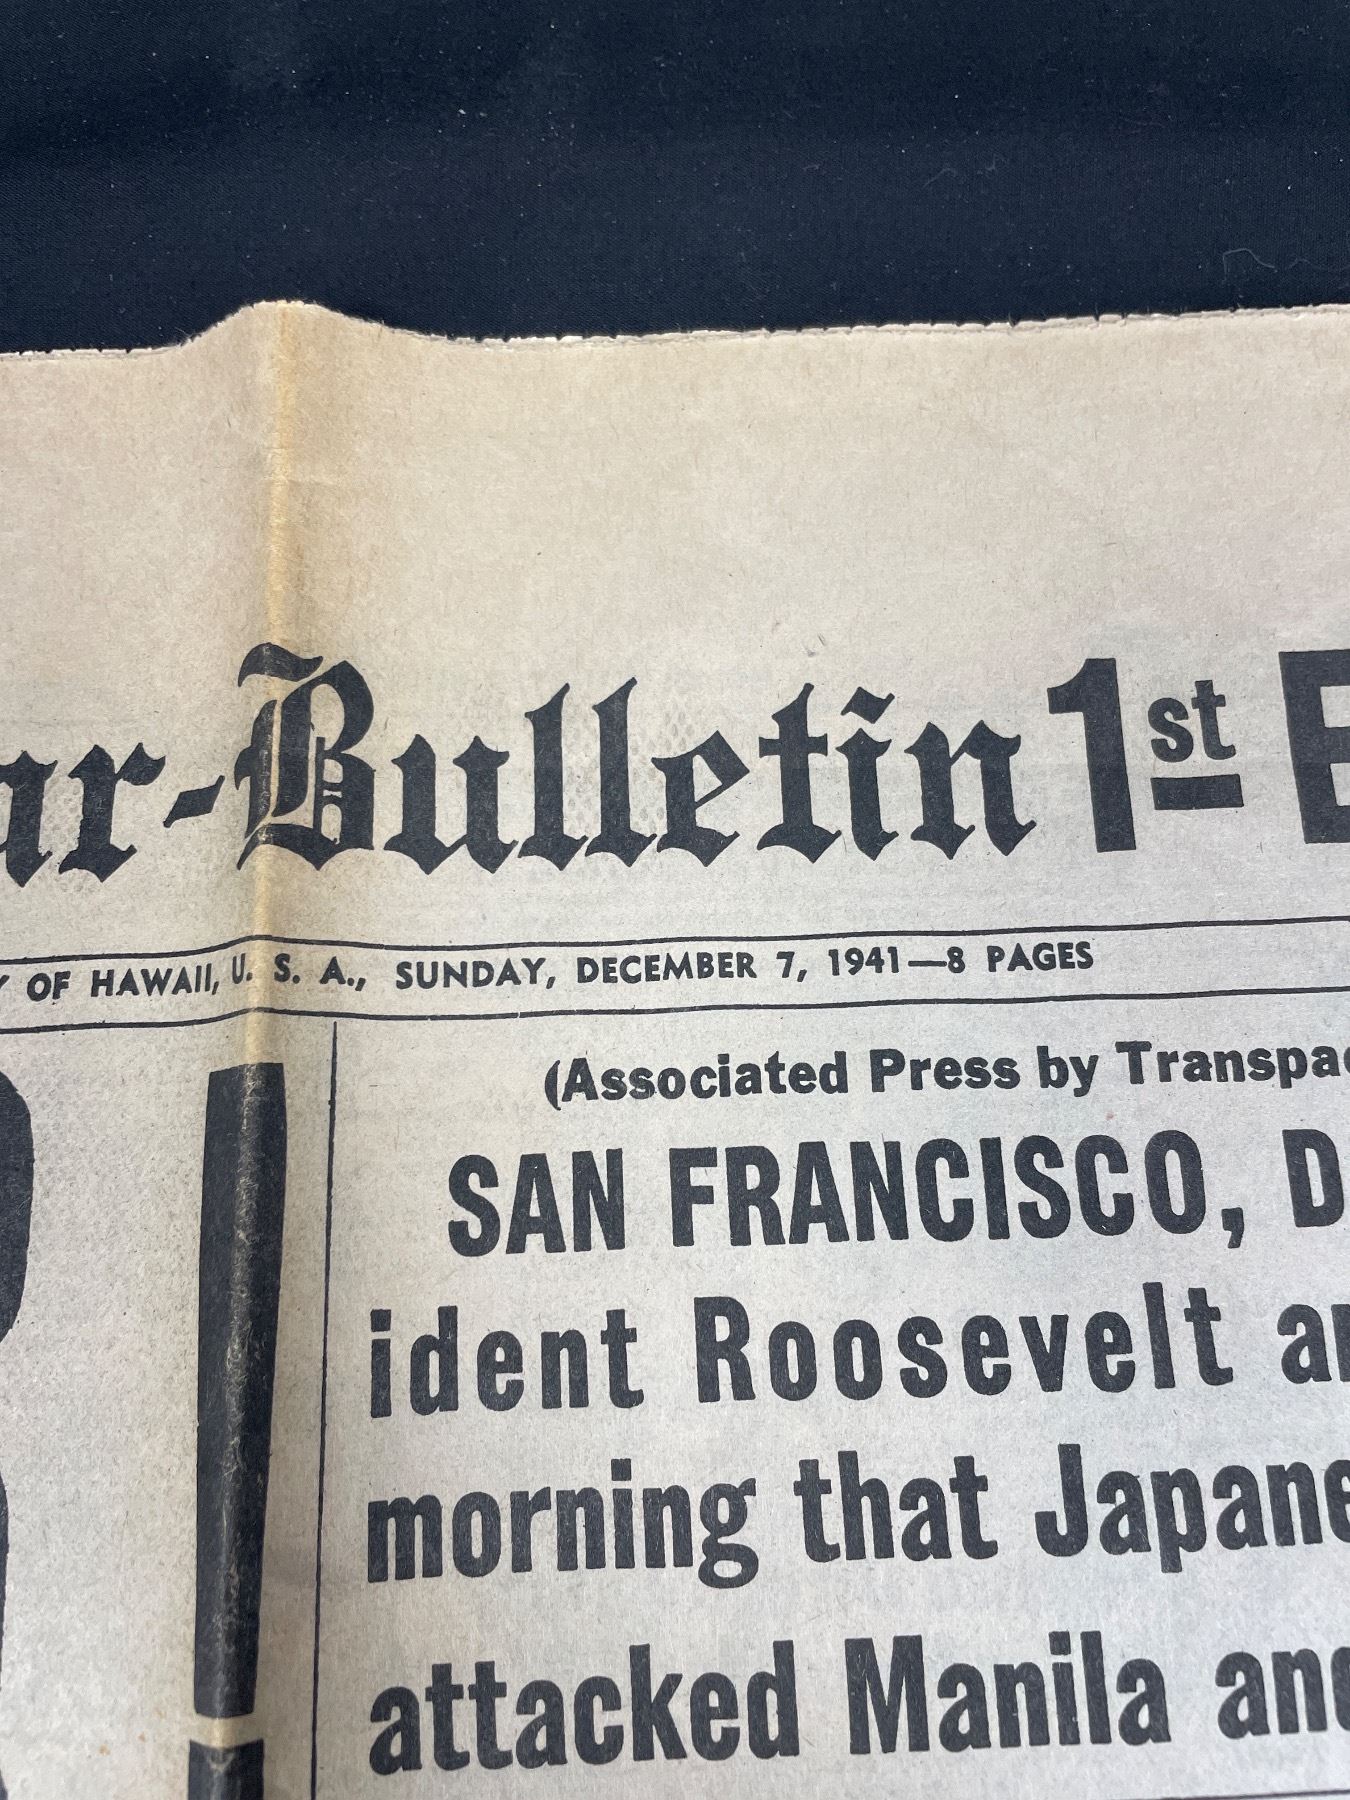 -Bulletin 1st
OF HAWAII, U. S. A., SUNDAY, DECEMBER 7, 1941—8 PAGES
!
(Associated Press by Transpac
SAN FRANCISCO, D
ident Roosevelt an
morning that Japane
attacked Manila and